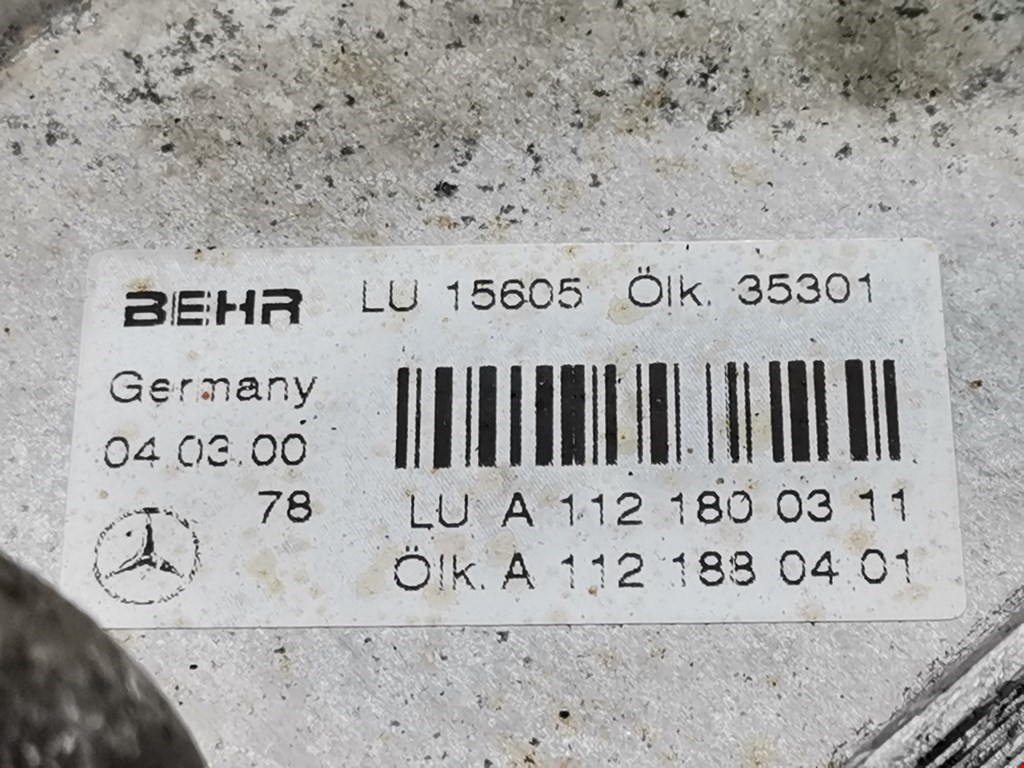 BEHR LU 15605 Ölk. 35301
Germany
04.03.00
78
LU A 112 180 03 11
Ölk. A 112 188 04 01